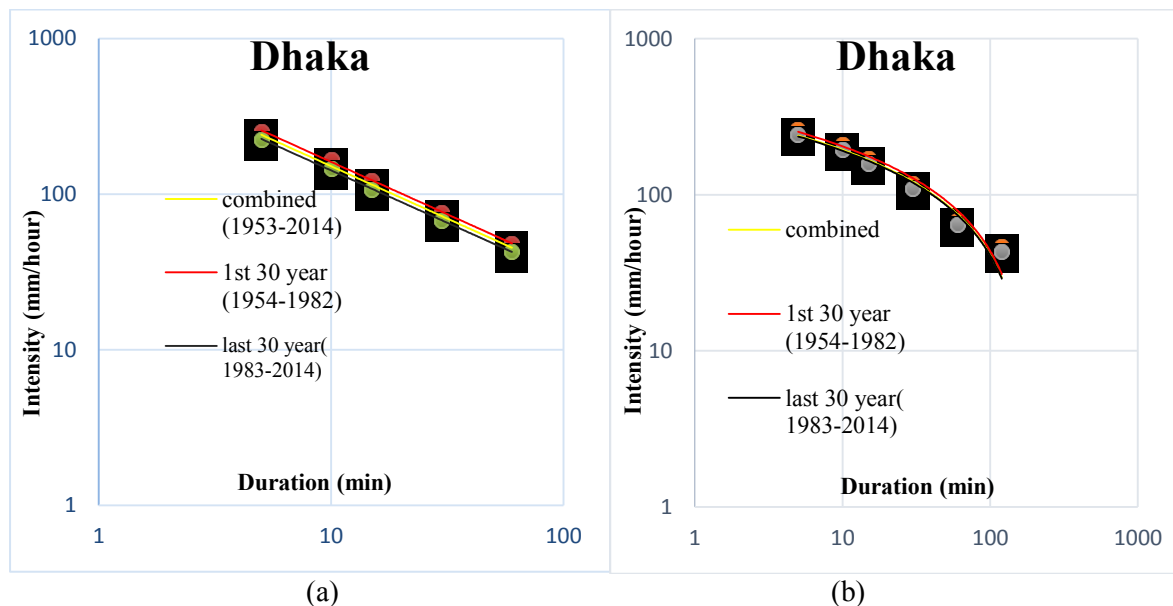 Dhaka
1000
100
10
1
Intensity (mm/hour)
combined
(1953-2014)
1st 30 year
(1954-1982)
last 30 year(
1983-2014)
Duration (min)
1
10
100
(a)
Dhaka
1000
100
10
1
Intensity (mm/hour)
combined
1st 30 year
(1954-1982)
last 30 year(
1983-2014)
Duration (min)
1
10
100
1000
(b)